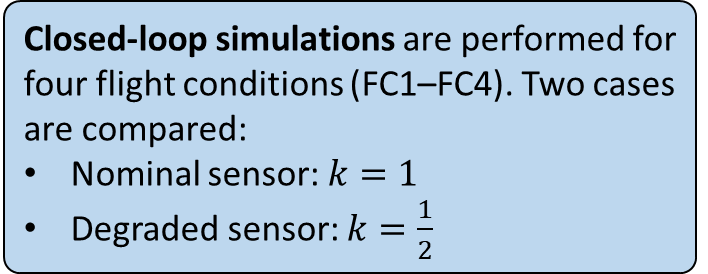 Closed-loop simulations are performed for
four flight conditions (FC1–FC4). Two cases
are compared:
• Nominal sensor: k = 1
• Degraded sensor: k = 1/2